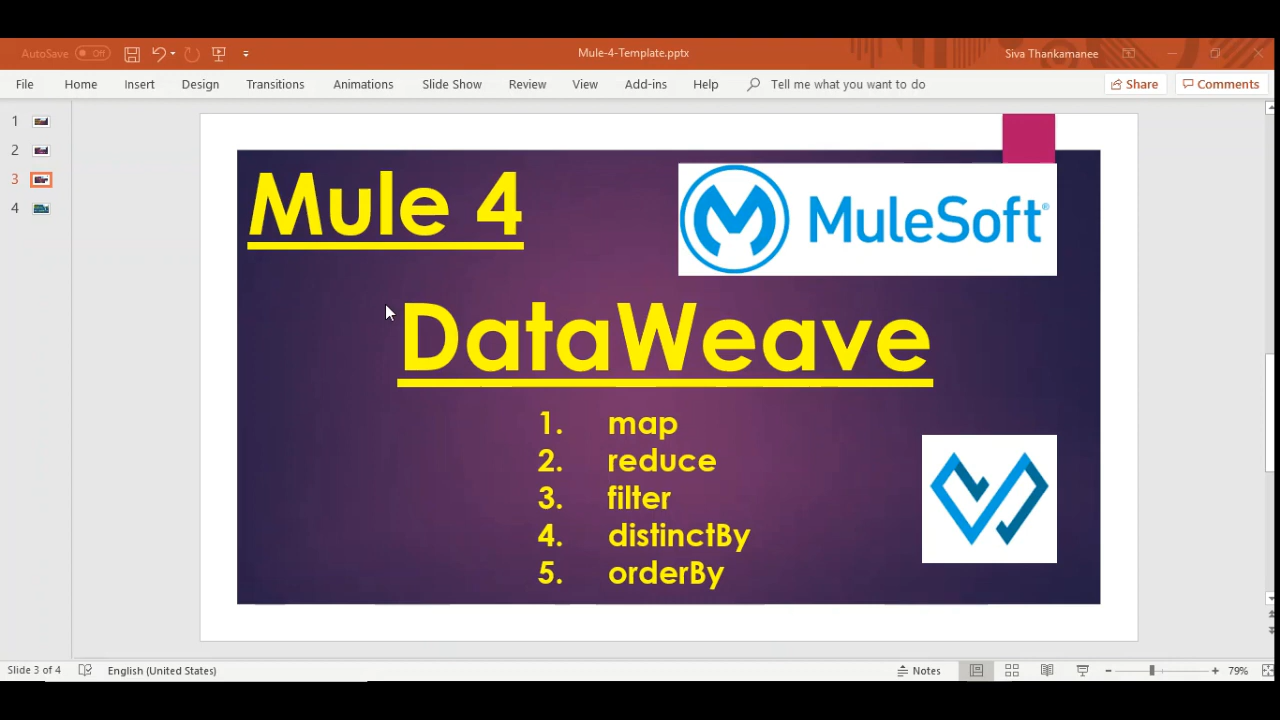 AutoSave Off
Mule-4-Template.pptx
Siva Thankamanee
File Home Insert Design Transitions Animations Slide Show Review View Add-ins Help Tell me what you want to do Share Comments
1
2
3
4
Mule 4
MuleSoft®
DataWeave
1. map
2. reduce
3. filter
4. distinctBy
5. orderBy
Slide 3 of 4 English (United States) Notes 79%